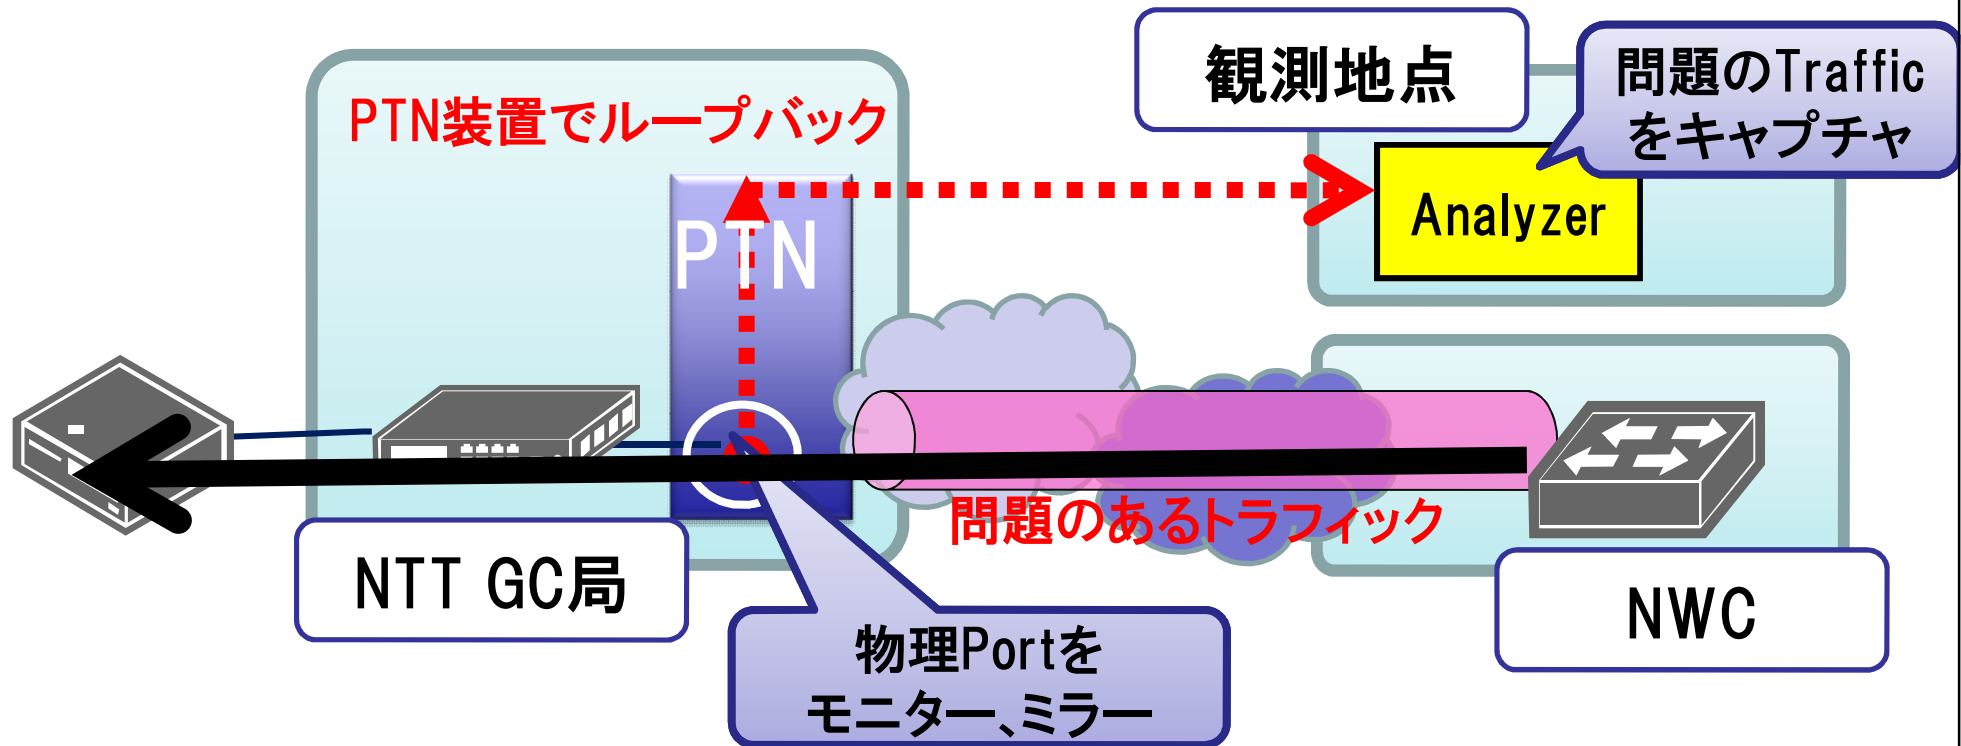 観測地点
問題のTraffic
をキャプチャ
PTN装置でループバック
PTN
Analyzer
問題のあるトラフィック
NTT GC局
NWC
物理Portを
モニター、ミラー